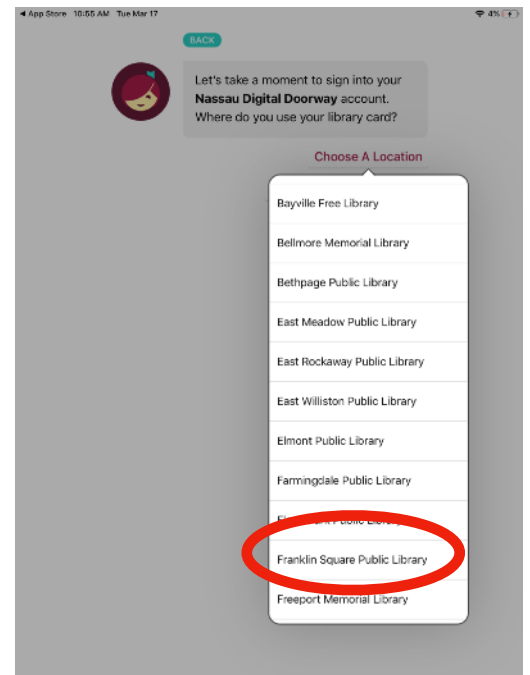 App Store 10:55 AM Tue Mar 17 4%
BACK
Let's take a moment to sign into your
Nassau Digital Doorway account.
Where do you use your library card?
Choose A Location
Bayville Free Library
Bellmore Memorial Library
Bethpage Public Library
East Meadow Public Library
East Rockaway Public Library
East Williston Public Library
Elmont Public Library
Farmingdale Public Library
Public Library
Franklin Square Public Library
Freeport Memorial Library